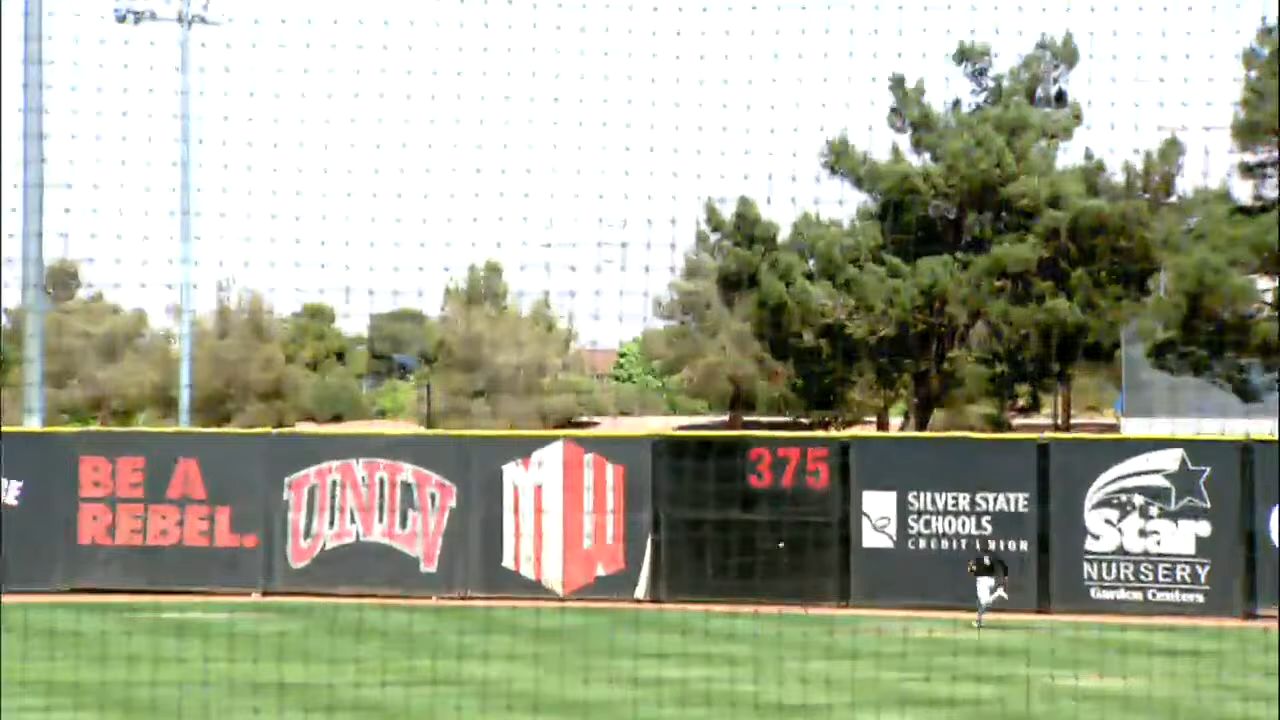 BE A
REBEL.
UNLV
MW
375
SILVER STATE
SCHOOLS
CREDIT UNION
Star
NURSERY
Garden Centers